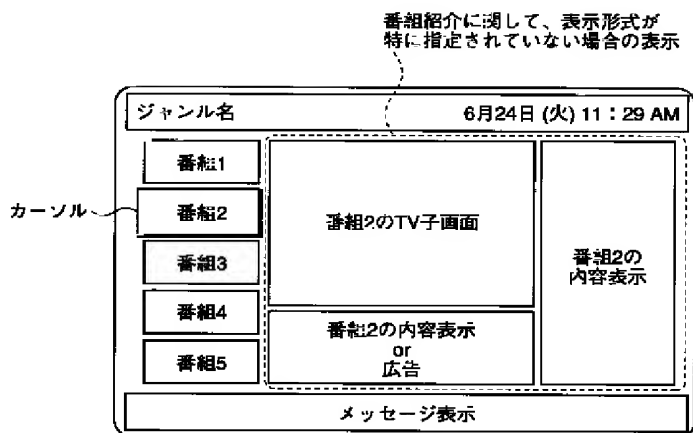 番組紹介に関して、表示形式が
特に指定されていない場合の表示
ジャンル名
6月24日 (火) 11：29 AM
番組1
カーソル
番組2
番組3
番組4
番組5
番組2のTV子画面
番組2の内容表示
or
広告
番組2の
内容表示
メッセージ表示